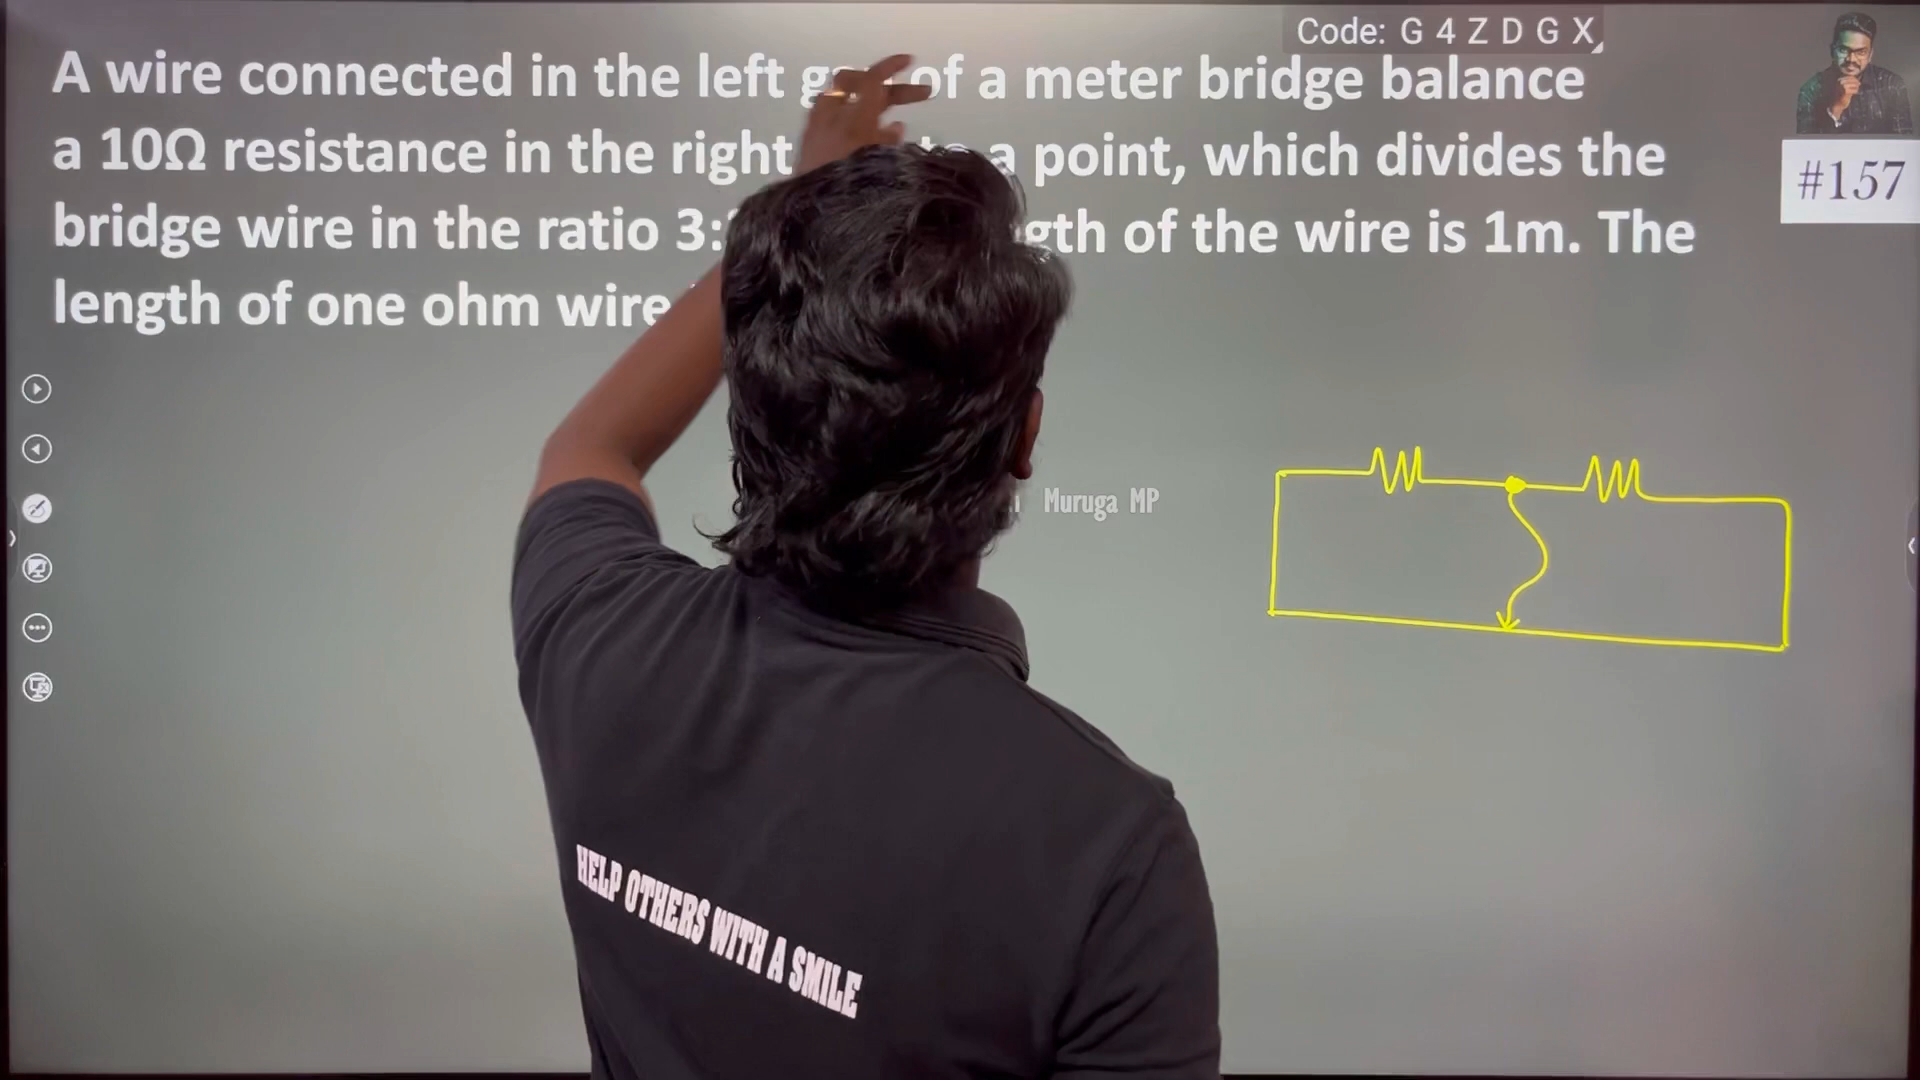 Code: G 4 Z D G X
A wire connected in the left of a meter bridge balance
a 10Ω resistance in the right a point, which divides the
#157
bridge wire in the ratio 3: of the wire is 1m. The
length of one ohm wire
Muruga MP
HELP OTHERS WITH A SMILE